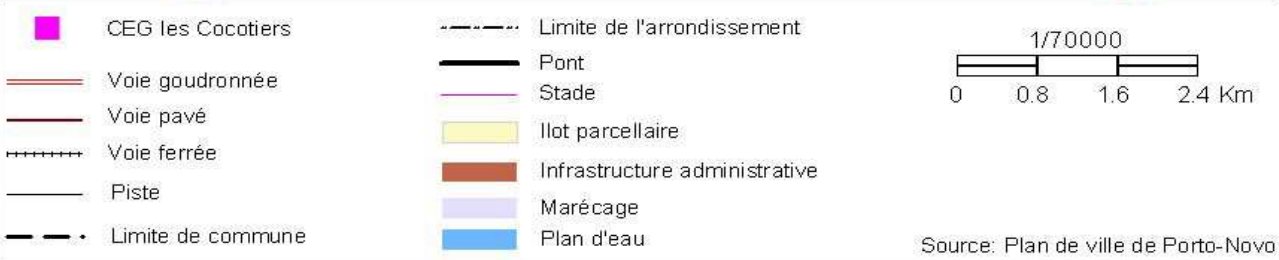 CEG les Cocotiers
Voie goudronnée
Voie pavé
Voie ferrée
Piste
Limite de commune
Limite de l'arrondissement
Pont
Stade
Ilot parcellaire
Infrastructure administrative
Marécage
Plan d'eau
1/70000
0 0.8 1.6 2.4 Km
Source: Plan de ville de Porto-Novo